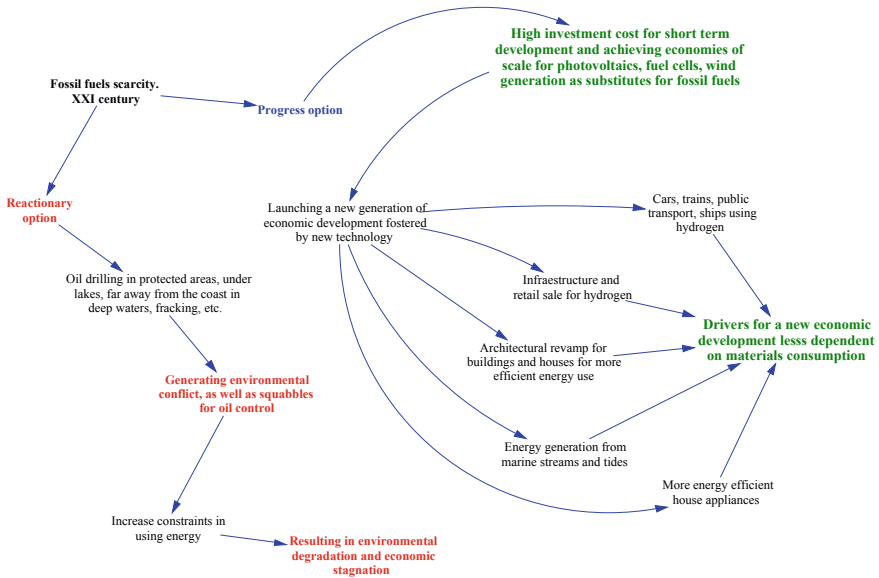 High investment cost for short term
development and achieving economies of
scale for photovoltaics, fuel cells, wind
generation as substitutes for fossil fuels
Fossil fuels scarcity.
XXI century
Progress option
Reactionary
option
Launching a new generation of
economic development fostered
by new technology
Cars, trains, public
transport, ships using
hydrogen
Oil drilling in protected areas, under
lakes, far away from the coast in
deep waters, fracking, etc.
Infraestructure and
retail sale for hydrogen
Drivers for a new economic
development lesss dependent
on materials consumption
Architectural revamp for
buildings and houses for more
efficient energy use
Generating environmental
conflict, as well as squabbles
for oil control
Energy generation from
marine streams and tides
More energy efficient
house appliances
Increase constraints in
using energy
Resulting in environmental
degradation and economic
stagnation